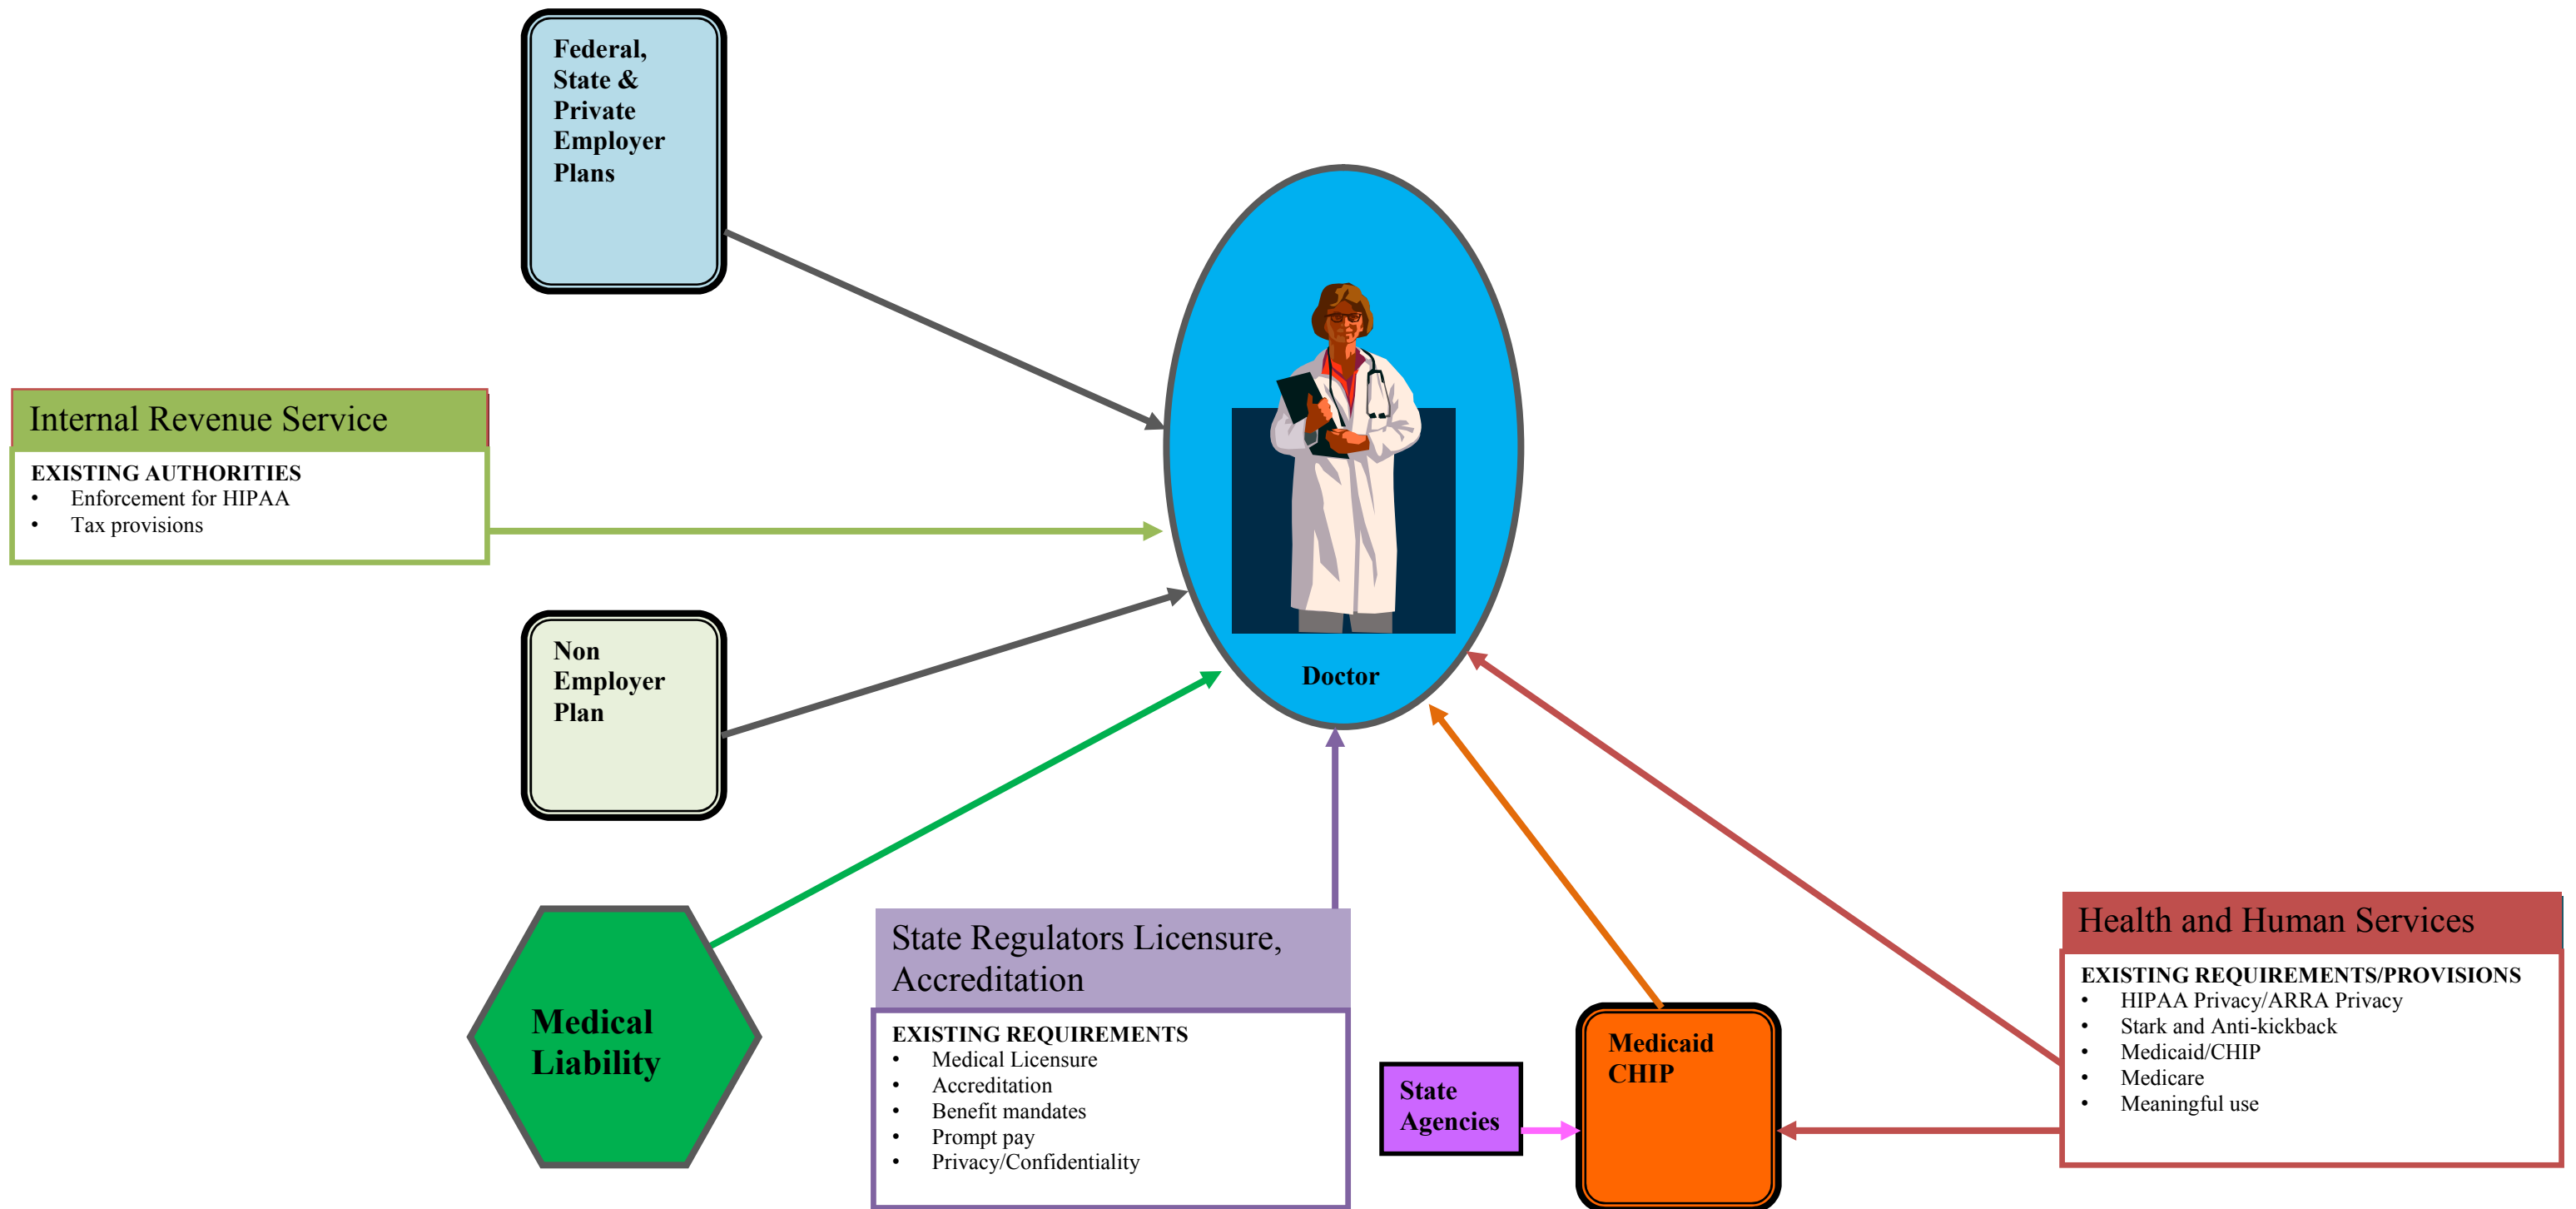 Federal,
State &
Private
Employer
Plans
Internal Revenue Service
EXISTING AUTHORITIES
• Enforcement for HIPAA
• Tax provisions
Non
Employer
Plan
Doctor
Medical
Liability
State Regulators Licensure,
Accreditation
EXISTING REQUIREMENTS
• Medical Licensure
• Accreditation
• Benefit mandates
• Prompt pay
• Privacy/Confidentiality
State
Agencies
Medicaid
CHIP
Health and Human Services
EXISTING REQUIREMENTS/PROVISIONS
• HIPAA Privacy/ARRA Privacy
• Stark and Anti-kickback
• Medicaid/CHIP
• Medicare
• Meaningful use